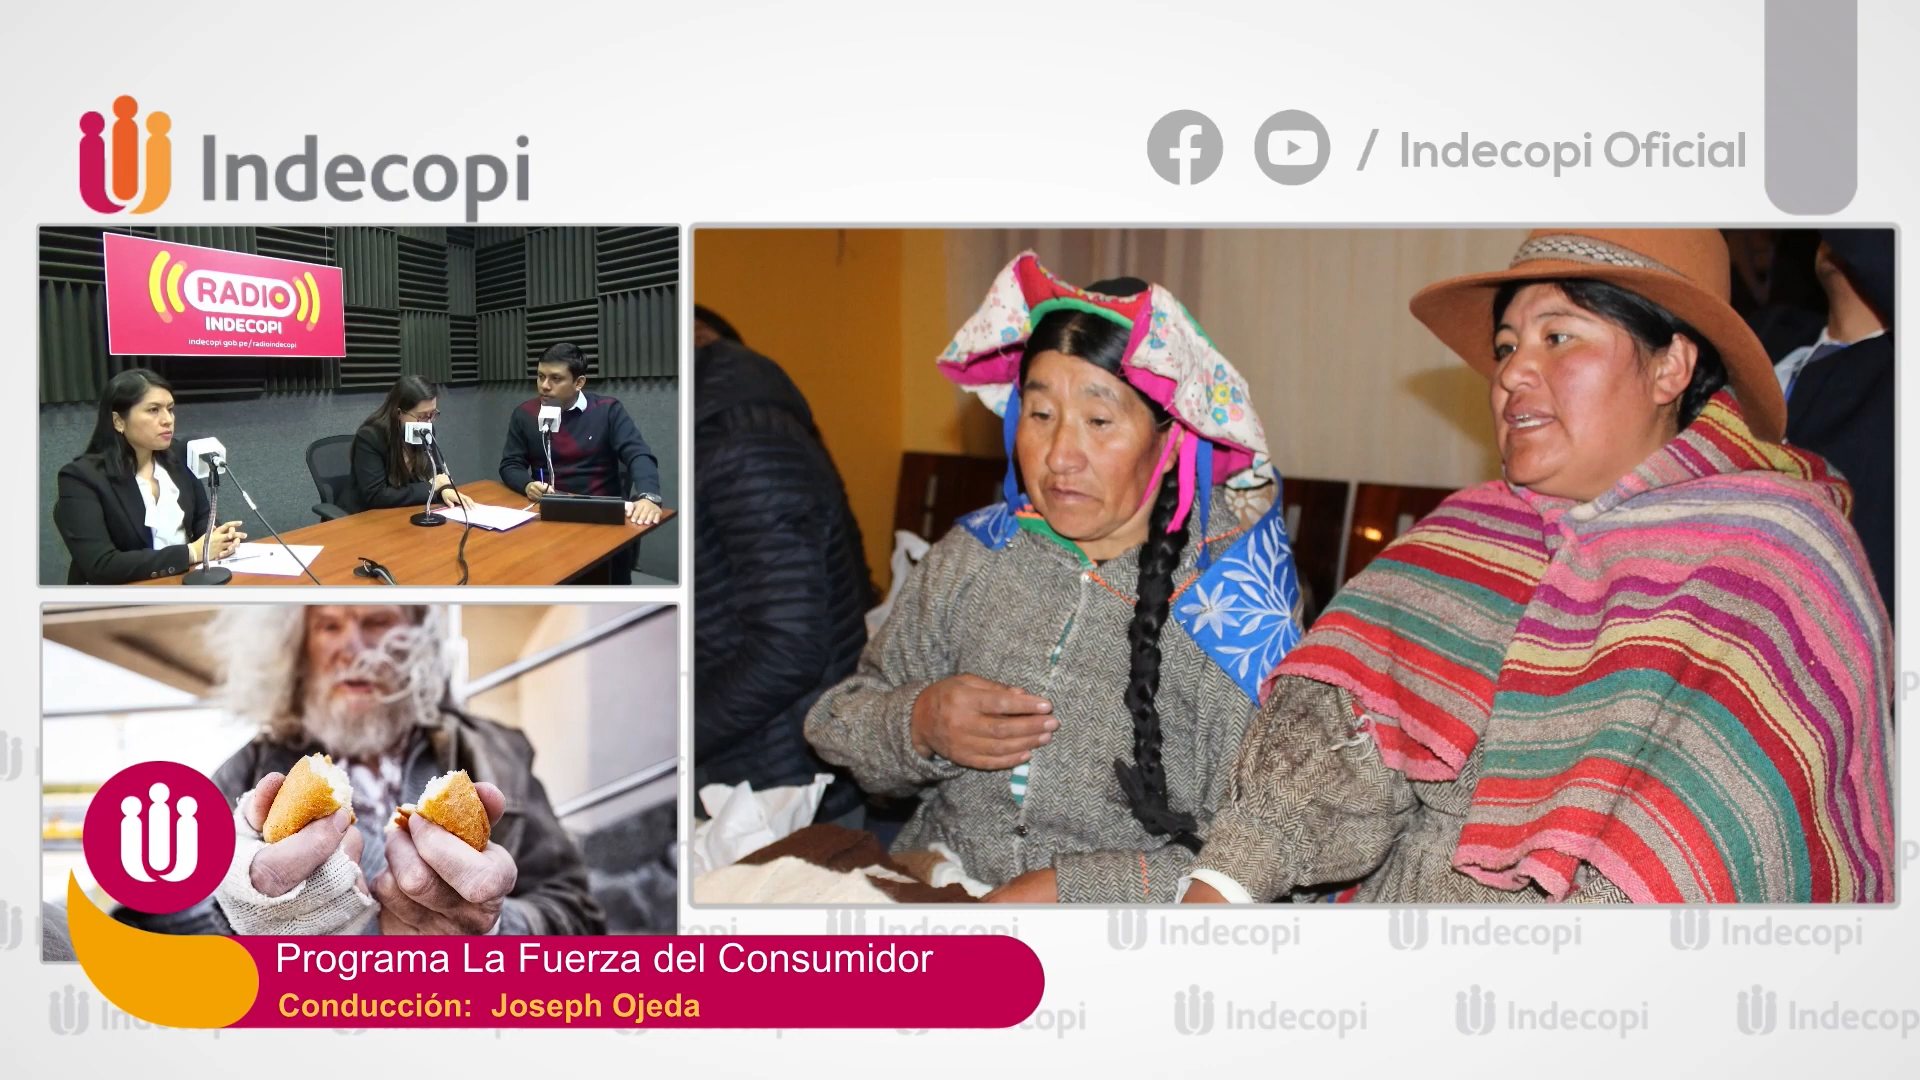 Indecopi
/ Indecopi Oficial
RADIO
INDECOPI
indecopi.gob.pe/radioindecopi
Programa La Fuerza del Consumidor
Conducción: Joseph Ojeda
Indecopi Indecopi Indecopi Indecopi
Indecopi Indecopi Indecop